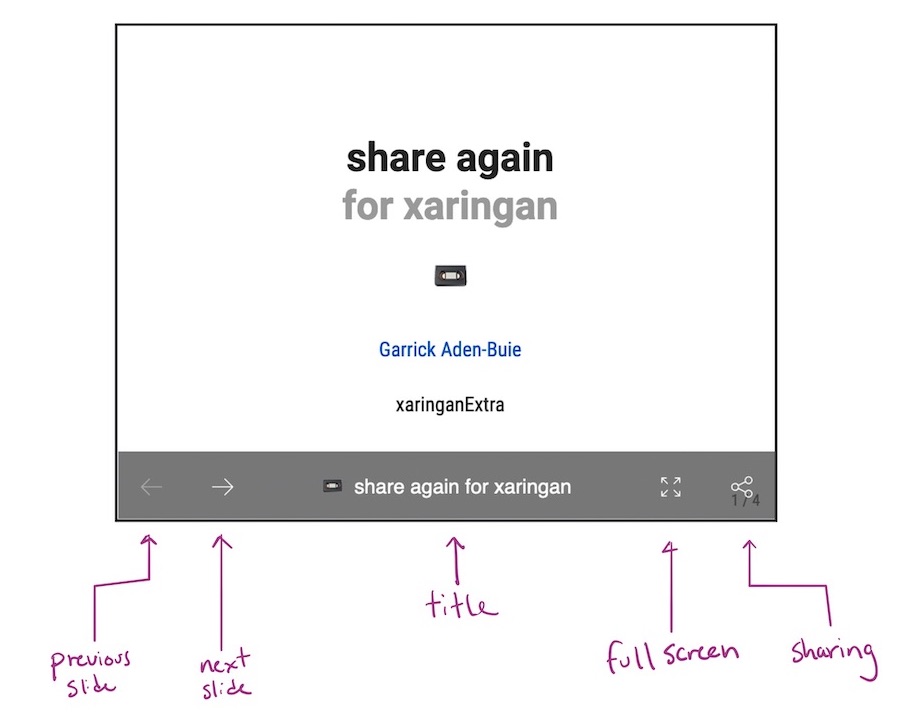 share again
for xaringan
Garrick Aden-Buie
xaringanExtra
share again for xaringan
1 / 4
previous
slide
next
slide
title
full screen
sharing